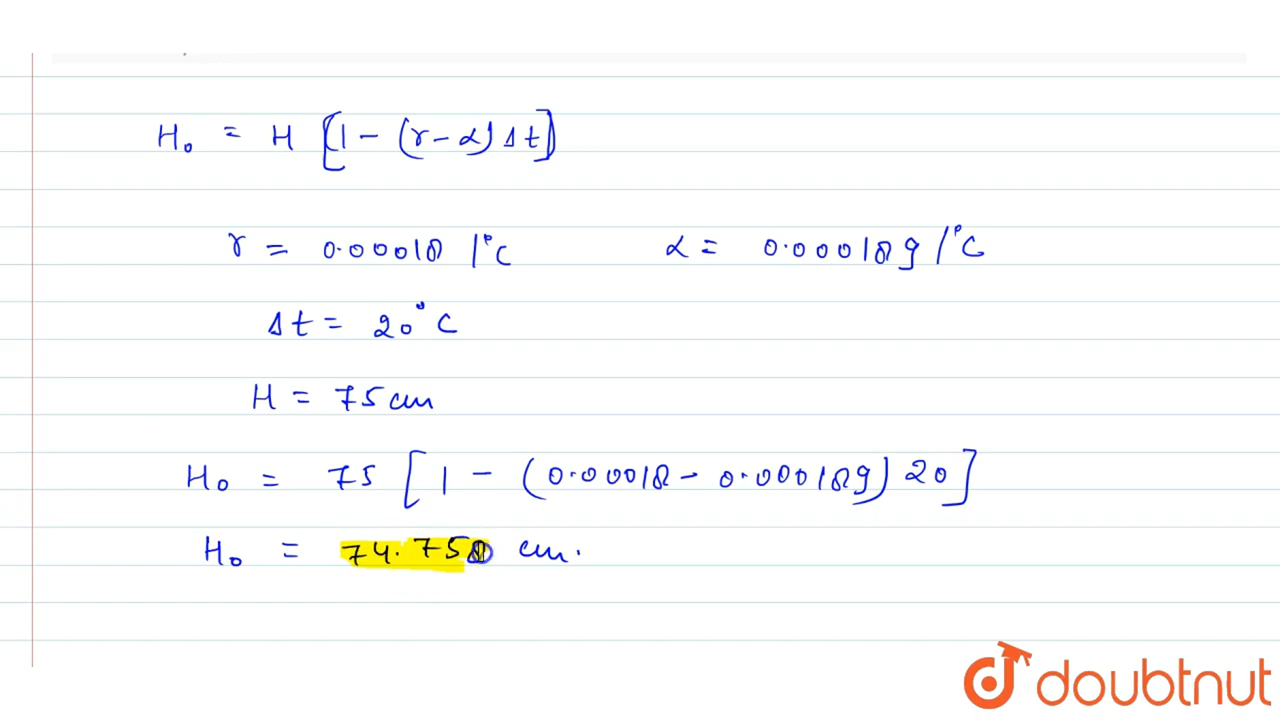 H₀ = H [1 - (γ - α) Δt]
γ = 0.00018 /°C α = 0.000189 /°C
Δt = 20°C
H = 75 cm
H₀ = 75 [1 - (0.00018 - 0.000189) 20]
H₀ = 74.758 cm.
doubtnut